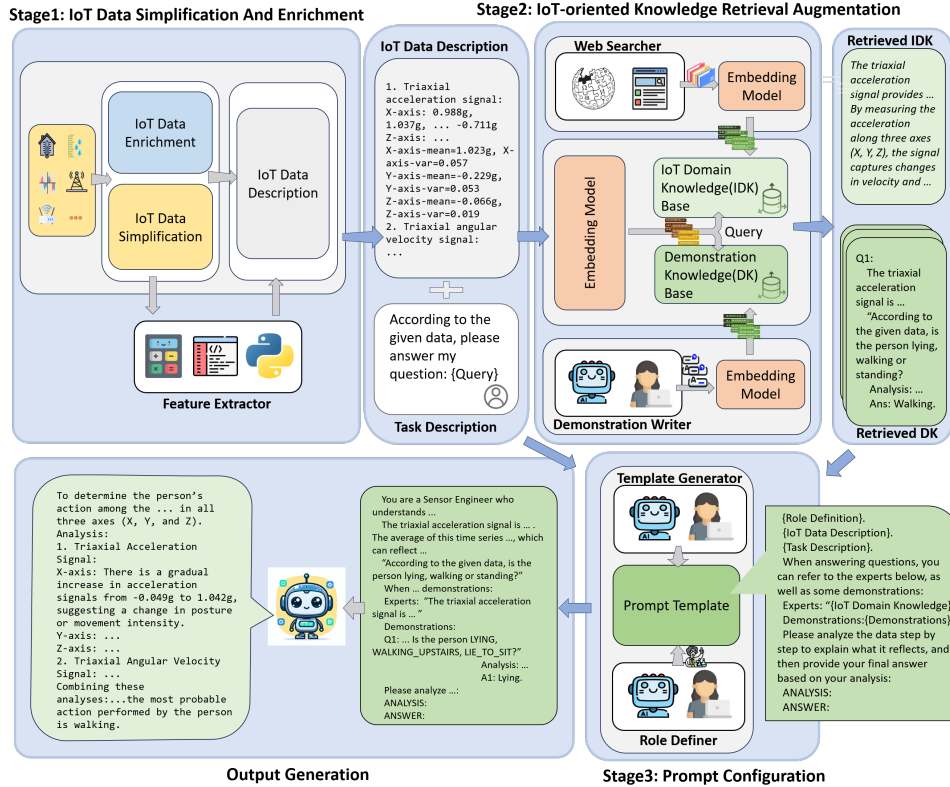 Stage1: IoT Data Simplification And Enrichment
IoT Data
Enrichment
IoT Data
Simplification
IoT Data
Description
Feature Extractor
IoT Data Description
1. Triaxial
acceleration signal:
X-axis: 0.988g,
1.037g, ... -0.711g
Z-axis: ...
X-axis-mean=1.023g, X-
axis-var=0.057
Y-axis-mean=-0.229g,
Y-axis-var=0.053
Z-axis-mean=-0.066g,
Z-axis-var=0.019
2. Triaxial angular
velocity signal:
...
According to the
given data, please
answer my
question: {Query}
Task Description
Stage2: IoT-oriented Knowledge Retrieval Augmentation
Web Searcher
Embedding
Model
Embedding Model
IoT Domain
Knowledge(IDK)
Base
Query
Demonstration
Knowledge(DK)
Base
AI
Embedding
Model
Demonstration Writer
Retrieved IDK
The triaxial
acceleration
signal provides ...
By measuring the
acceleration
along three axes
(X, Y, Z), the signal
captures changes
in velocity and ...
Q1:
The triaxial
acceleration
signal is ...
“According to
the given data, is
the person lying,
walking or
standing?
Analysis: ...
Ans: Walking.
Retrieved DK
To determine the person's
action among the ... in all
three axes (X, Y, and Z).
Analysis:
1. Triaxial Acceleration
Signal:
X-axis: There is a gradual
increase in acceleration
signals from -0.049g to 1.042g,
suggesting a change in posture
or movement intensity.
Y-axis: ...
Z-axis: ...
2. Triaxial Angular Velocity
Signal: ...
Combining these
analyses:...the most probable
action performed by the person
is walking.
You are a Sensor Engineer who
understands ...
The triaxial acceleration signal is ... .
The average of this time series ..., which
can reflect ...
“According to the given data, is the
person lying, walking or standing?”
When ... demonstrations:
Experts: “The triaxial acceleration
signal is ... ”
Demonstrations:
Q1: ... Is the person LYING,
WALKING_UPSTAIRS, LIE_TO_SIT?”
Analysis: ...
A1: Lying.
Please analyze ...:
ANALYSIS:
ANSWER:
Output Generation
Template Generator
AI
Prompt Template
AI
Role Definer
{Role Definition}.
{IoT Data Description}.
{Task Description}.
When answering questions, you
can refer to the experts below, as
well as some demonstrations:
Experts: “{IoT Domain Knowledge}
Demonstrations:{Demonstrations}
Please analyze the data step by
step to explain what it reflects, and
then provide your final answer
based on your analysis:
ANALYSIS:
ANSWER:
Stage3: Prompt Configuration